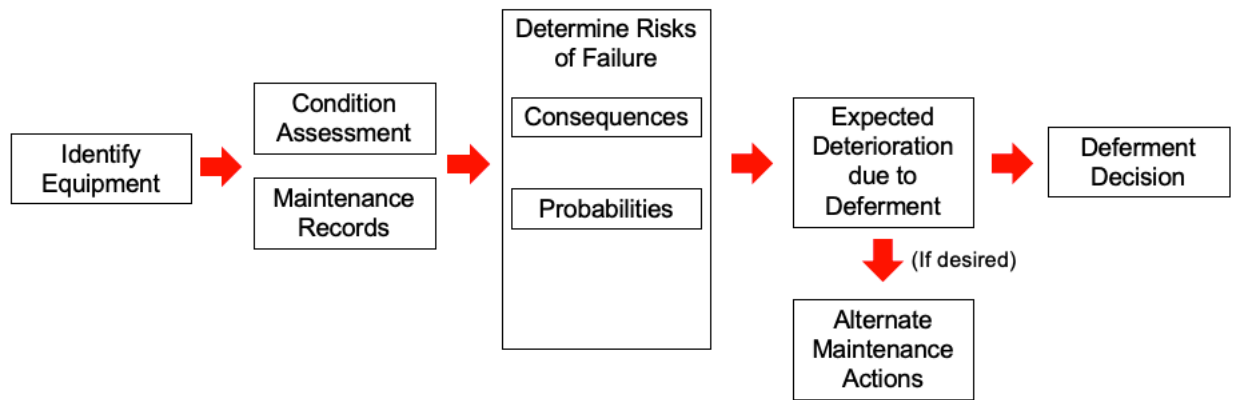 Identify
Equipment
Condition
Assessment
Maintenance
Records
Determine Risks
of Failure
Consequences
Probabilities
Expected
Deterioration
due to
Deferment
(If desired)
Alternate
Maintenance
Actions
Deferment
Decision